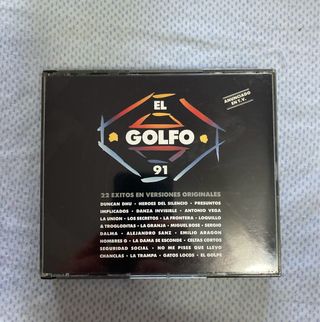 EL
ANUNCIADO
EN T.V.
GOLFO
91
22 EXITOS EN VERSIONES ORIGINALES
DUNCAN DHU • HEROES DEL SILENCIO • PRESUNTOS
IMPLICADOS • DANZA INVISIBLE • ANTONIO VEGA
LA UNION • LOS SECRETOS • LA FRONTERA • LOQUILLO
& TROGLODITAS • LA GRANJA • MIGUEL BOSE • SERGIO
DALMA • ALEJANDRO SANZ • EMILIO ARAGON
HOMBRES G • LA DAMA SE ESCONDE • CELTAS CORTOS
SEGURIDAD SOCIAL • NO ME PISES QUE LLEVO
CHANCLAS • LA TRAMPA • GATOS LOCOS • EL GOLPE